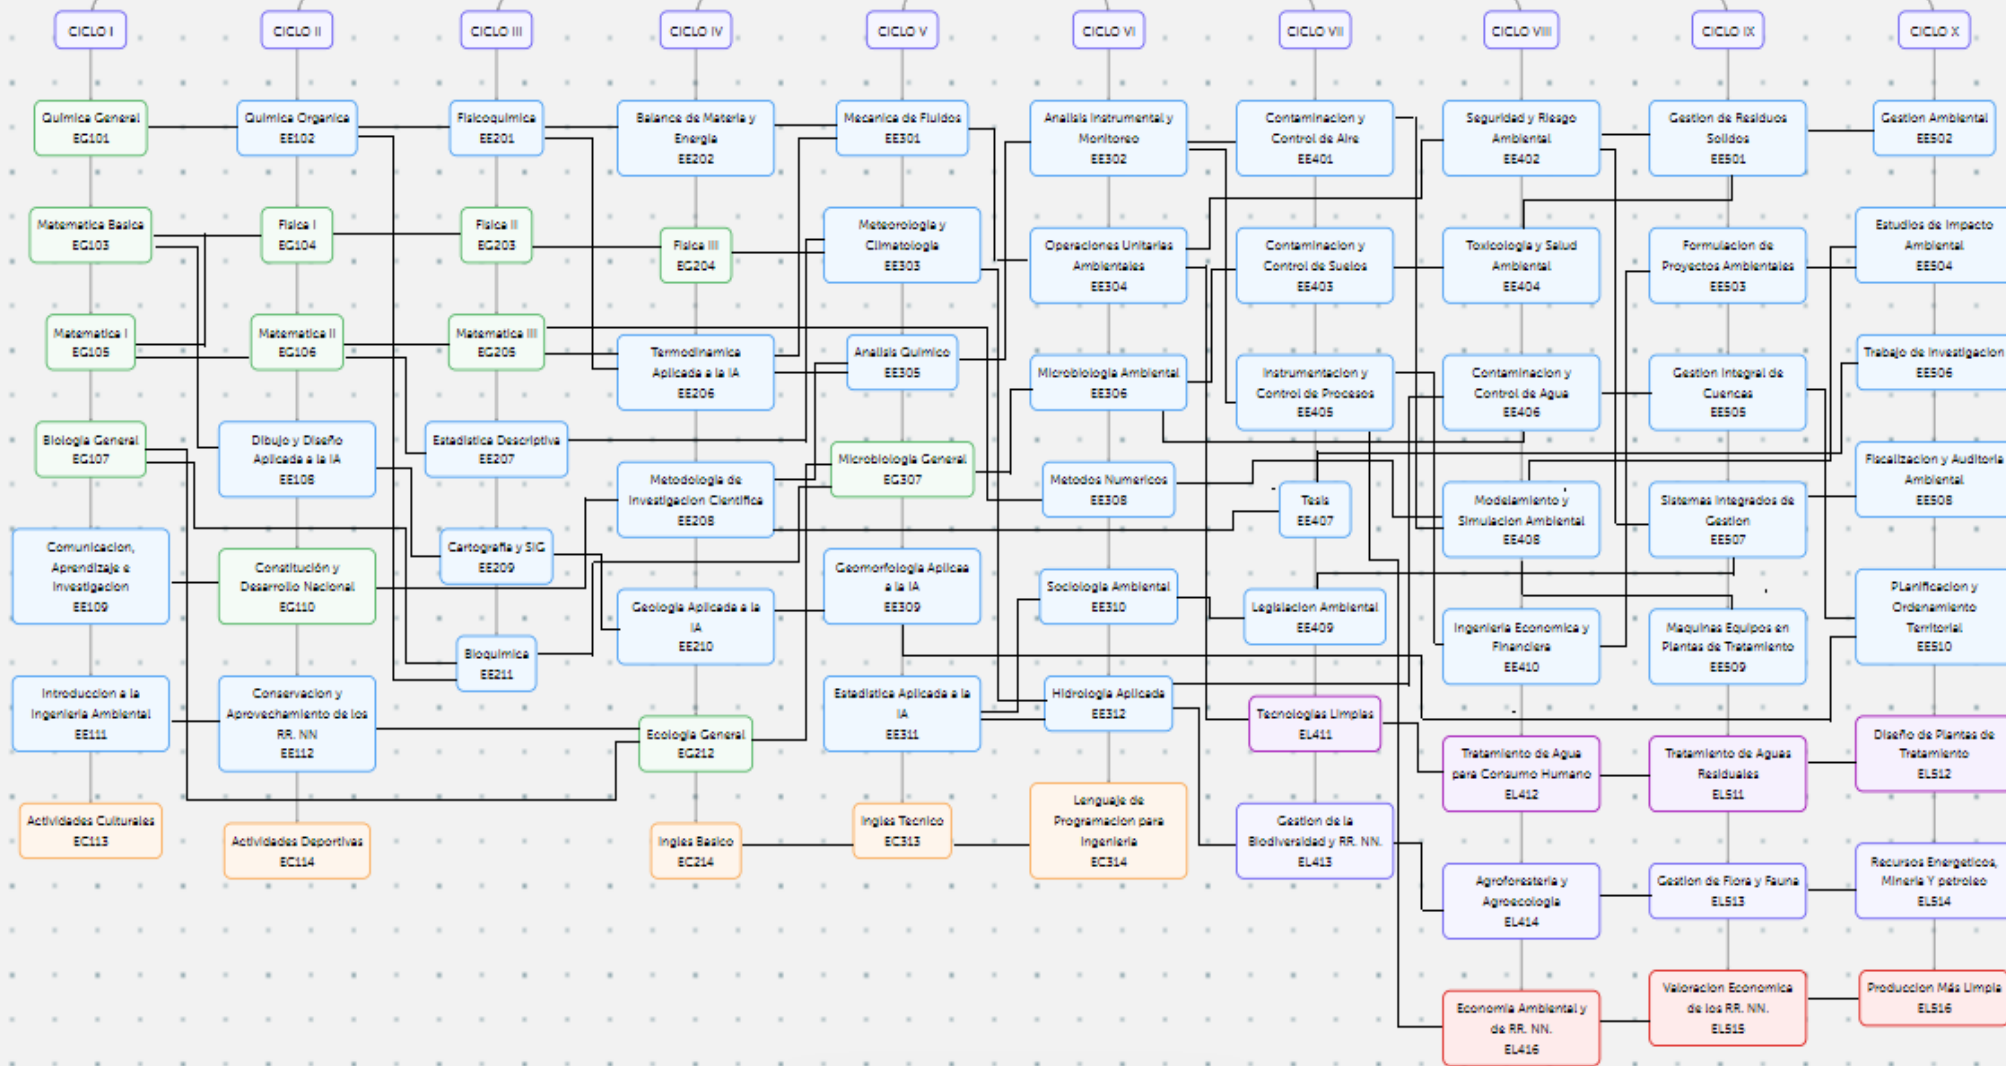 CICLO I
CICLO II
CICLO III
CICLO IV
CICLO V
CICLO VI
CICLO VII
CICLO VIII
CICLO IX
CICLO X
Quimica General
EG101
Matematica Basica
EG103
Matematica I
EG105
Biologia General
EG107
Comunicacion,
Aprendizaje e
Investigacion
EE109
Introduccion a la
Ingenieria Ambiental
EE111
Actividades Culturales
EC113
Quimica Organica
EE102
Fisica I
EG104
Matematica II
EG106
Dibujo y Diseño
Aplicada a la IA
EE108
Constitución y
Desarrollo Nacional
EG110
Conservacion y
Aprovechamiento de los
RR. NN
EE112
Actividades Deportivas
EC114
Fisicoquimica
EE201
Fisica II
EG203
Matematica III
EG205
Estadistica Descriptiva
EE207
Cartografia y SIG
EE209
Bioquimica
EE211
Balance de Materia y
Energia
EE202
Fisica III
EG204
Termodinamica
Aplicada a la IA
EE206
Metodologia de
Investigacion Cientifica
EE208
Geologia Aplicada a la
IA
EE210
Ecologia General
EG212
Ingles Basico
EC214
Mecanica de Fluidos
EE301
Meteorologia y
Climatologia
EE303
Analisis Quimico
EE305
Microbiologia General
EG307
Geomorfologia Aplicaa
a la IA
EE309
Estadistica Aplicada a la
IA
EE311
Ingles Tecnico
EC313
Analisis Instrumental y
Monitoreo
EE302
Operaciones Unitarias
Ambientales
EE304
Microbiologia Ambiental
EE306
Metodos Numericos
EE308
Sociologia Ambiental
EE310
Hidrologia Aplicada
EE312
Lenguaje de
Programacion para
Ingenieria
EC314
Contaminacion y
Control de Aire
EE401
Contaminacion y
Control de Suelos
EE403
Instrumentacion y
Control de Procesos
EE405
Tesis
EE407
Legislacion Ambiental
EE409
Tecnologias Limpias
EL411
Gestion de la
Biodiversidad y RR. NN.
EL413
Seguridad y Riesgo
Ambiental
EE402
Toxicologia y Salud
Ambiental
EE404
Contaminacion y
Control de Agua
EE406
Modelamiento y
Simulacion Ambiental
EE408
Ingenieria Economica y
Financiera
EE410
Tratamiento de Agua
para Consumo Humano
EL412
Agroforesteria y
Agroecologia
EL414
Economia Ambiental y
de RR. NN.
EL416
Gestion de Residuos
Solidos
EE501
Formulacion de
Proyectos Ambientales
EE503
Gestion Integral de
Cuencas
EE505
Sistemas Integrados de
Gestion
EE507
Maquinas Equipos en
Plantas de Tratamiento
EE509
Tratamiento de Aguas
Residuales
EL511
Gestion de Flora y Fauna
EL513
Valoracion Economica
de los RR. NN.
EL515
Gestion Ambiental
EE502
Estudios de Impacto
Ambiental
EE504
Trabajo de Investigacion
EE506
Fiscalizacion y Auditoria
Ambiental
EE508
PLanificacion y
Ordenamiento
Territorial
EE510
Diseño de Plantas de
Tratamiento
EL512
Recursos Energeticos,
Mineria Y petroleo
EL514
Produccion Más Limpia
EL516